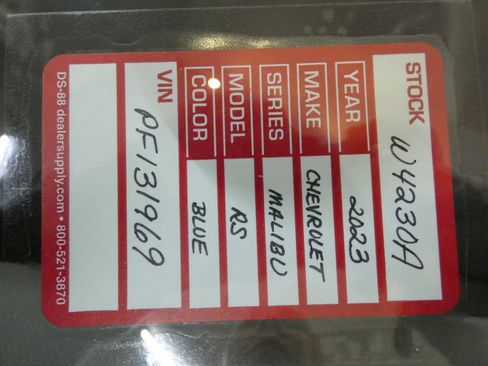 STOCK W4230A
YEAR 2023
MAKE CHEVROLET
SERIES MALIBU
MODEL RS
COLOR BLUE
VIN PF131969
DS-88 dealersupply.com • 800-521-3870